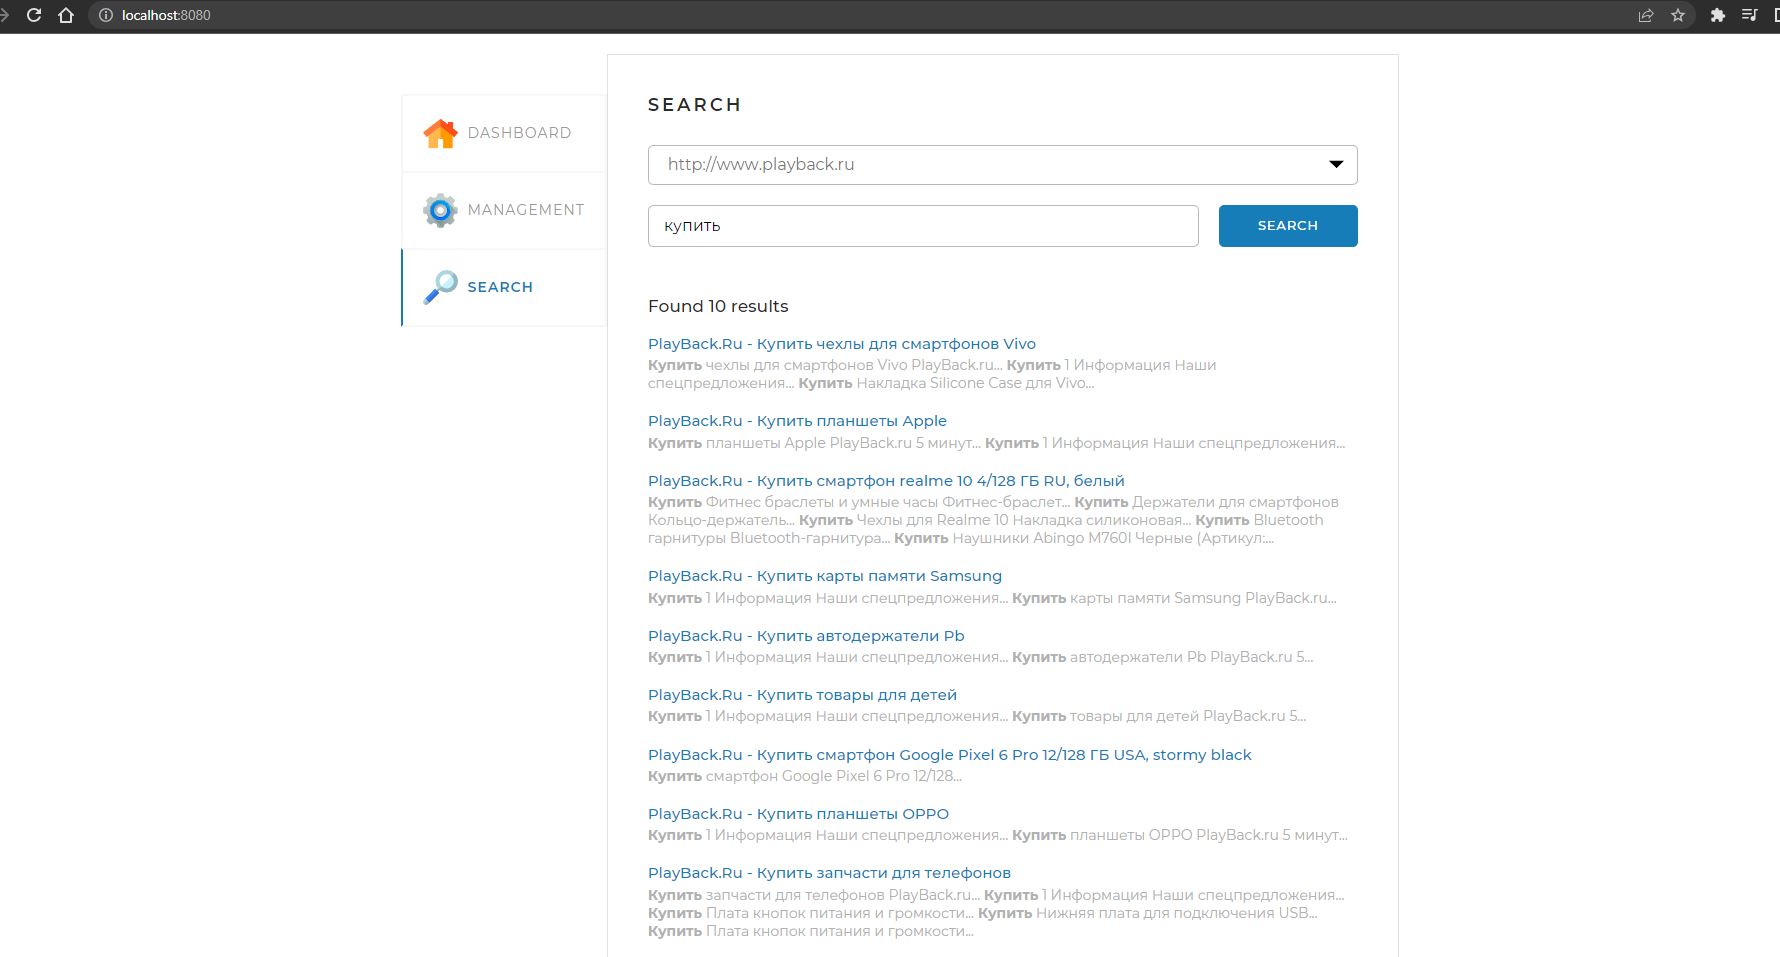 localhost:8080
DASHBOARD
MANAGEMENT
SEARCH
SEARCH
http://www.playback.ru
купить
SEARCH
Found 10 results
PlayBack.Ru - Купить чехлы для смартфонов Vivo
Купить чехлы для смартфонов Vivo PlayBack.ru... Купить 1 Информация Наши
спецпредложения... Купить Накладка Silicone Case для Vivo...
PlayBack.Ru - Купить планшеты Apple
Купить планшеты Apple PlayBack.ru 5 минут... Купить 1 Информация Наши спецпредложения...
PlayBack.Ru - Купить смартфон realme 10 4/128 ГБ RU, белый
Купить Фитнес браслеты и умные часы Фитнес-браслет... Купить Держатели для смартфонов
Кольцо-держатель... Купить Чехлы для Realme 10 Накладка силиконовая... Купить Bluetooth
гарнитуры Bluetooth-гарнитура... Купить Наушники Abingo M760I Черные (Артикул:...
PlayBack.Ru - Купить карты памяти Samsung
Купить 1 Информация Наши спецпредложения... Купить карты памяти Samsung PlayBack.ru...
PlayBack.Ru - Купить автодержатели Pb
Купить 1 Информация Наши спецпредложения... Купить автодержатели Pb PlayBack.ru 5...
PlayBack.Ru - Купить товары для детей
Купить 1 Информация Наши спецпредложения... Купить товары для детей PlayBack.ru 5...
PlayBack.Ru - Купить смартфон Google Pixel 6 Pro 12/128 ГБ USA, stormy black
Купить смартфон Google Pixel 6 Pro 12/128...
PlayBack.Ru - Купить планшеты OPPO
Купить 1 Информация Наши спецпредложения... Купить планшеты OPPO PlayBack.ru 5 минут...
PlayBack.Ru - Купить запчасти для телефонов
Купить запчасти для телефонов PlayBack.ru... Купить 1 Информация Наши спецпредложения...
Купить Плата кнопок питания и громкости... Купить Нижняя плата для подключения USB...
Купить Плата кнопок питания и громкости...